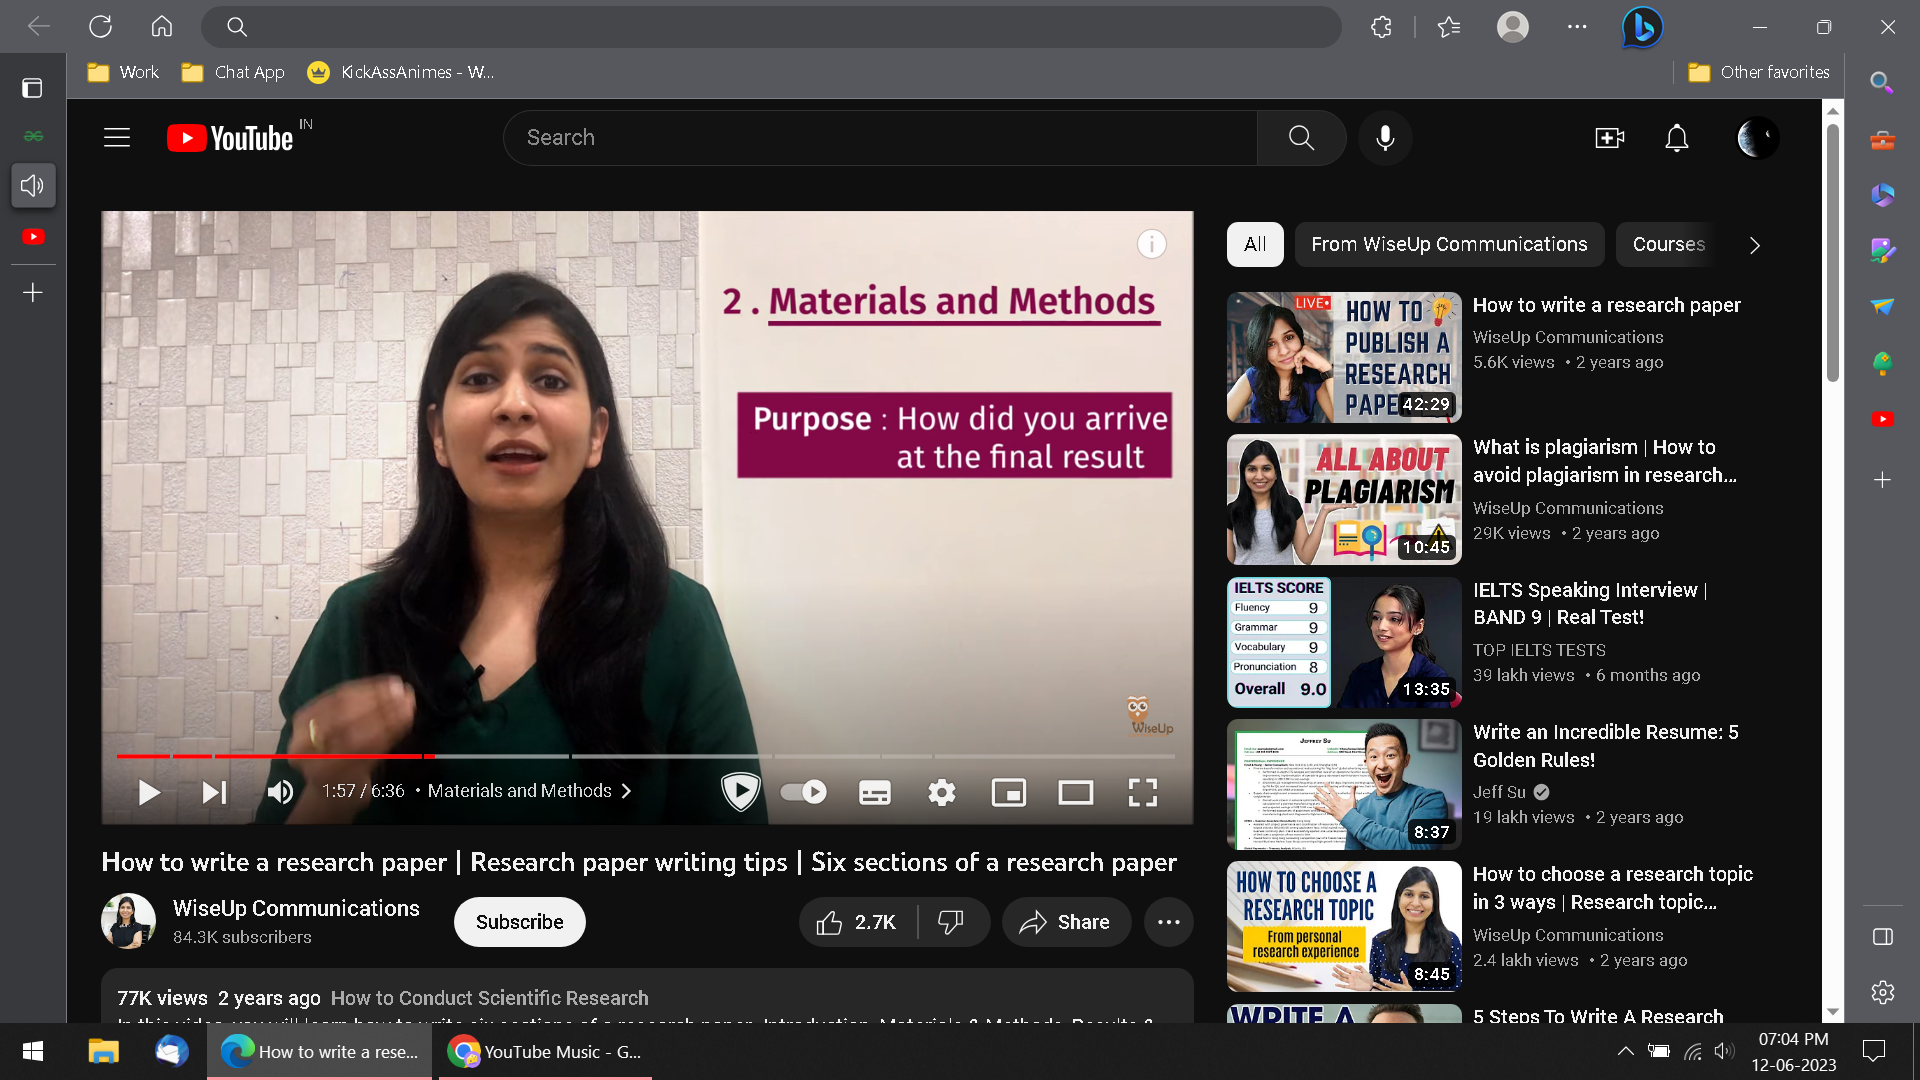 Work
Chat App
KickAssAnimes - W...
Other favorites
YouTube IN
Search
2 . Materials and Methods
Purpose : How did you arrive
at the final result
WiseUp
1:57 / 6:36 • Materials and Methods
How to write a research paper | Research paper writing tips | Six sections of a research paper
WiseUp Communications
84.3K subscribers
Subscribe
2.7K
Share
77K views 2 years ago How to Conduct Scientific Research
All
From WiseUp Communications
Courses
LIVE
HOW TO
PUBLISH A
RESEARCH
PAPE
42:29
How to write a research paper
WiseUp Communications
5.6K views • 2 years ago
ALL ABOUT
PLAGIARISM
10:45
What is plagiarism | How to
avoid plagiarism in research...
WiseUp Communications
29K views • 2 years ago
IELTS SCORE
Fluency 9
Grammar 9
Vocabulary 9
Pronunciation 8
Overall 9.0
13:35
IELTS Speaking Interview |
BAND 9 | Real Test!
TOP IELTS TESTS
39 lakh views • 6 months ago
JEFFREY SU
8:37
Write an Incredible Resume: 5
Golden Rules!
Jeff Su
19 lakh views • 2 years ago
HOW TO CHOOSE A
RESEARCH TOPIC
From personal
research experience
8:45
How to choose a research topic
in 3 ways | Research topic...
WiseUp Communications
2.4 lakh views • 2 years ago
WRITE A
5 Steps To Write A Research
How to write a rese...
YouTube Music - G...
07:04 PM
12-06-2023